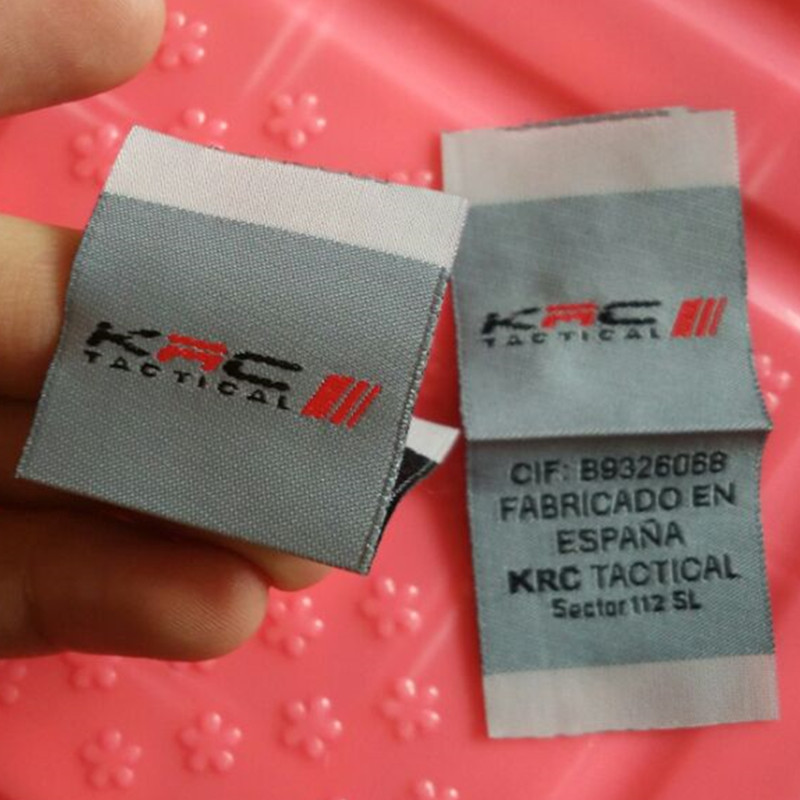 KRC
TACTICAL
KRC
TACTICAL
CIF: B9326068
FABRICADO EN
ESPAÑA
KRC TACTICAL
Sector 112 SL